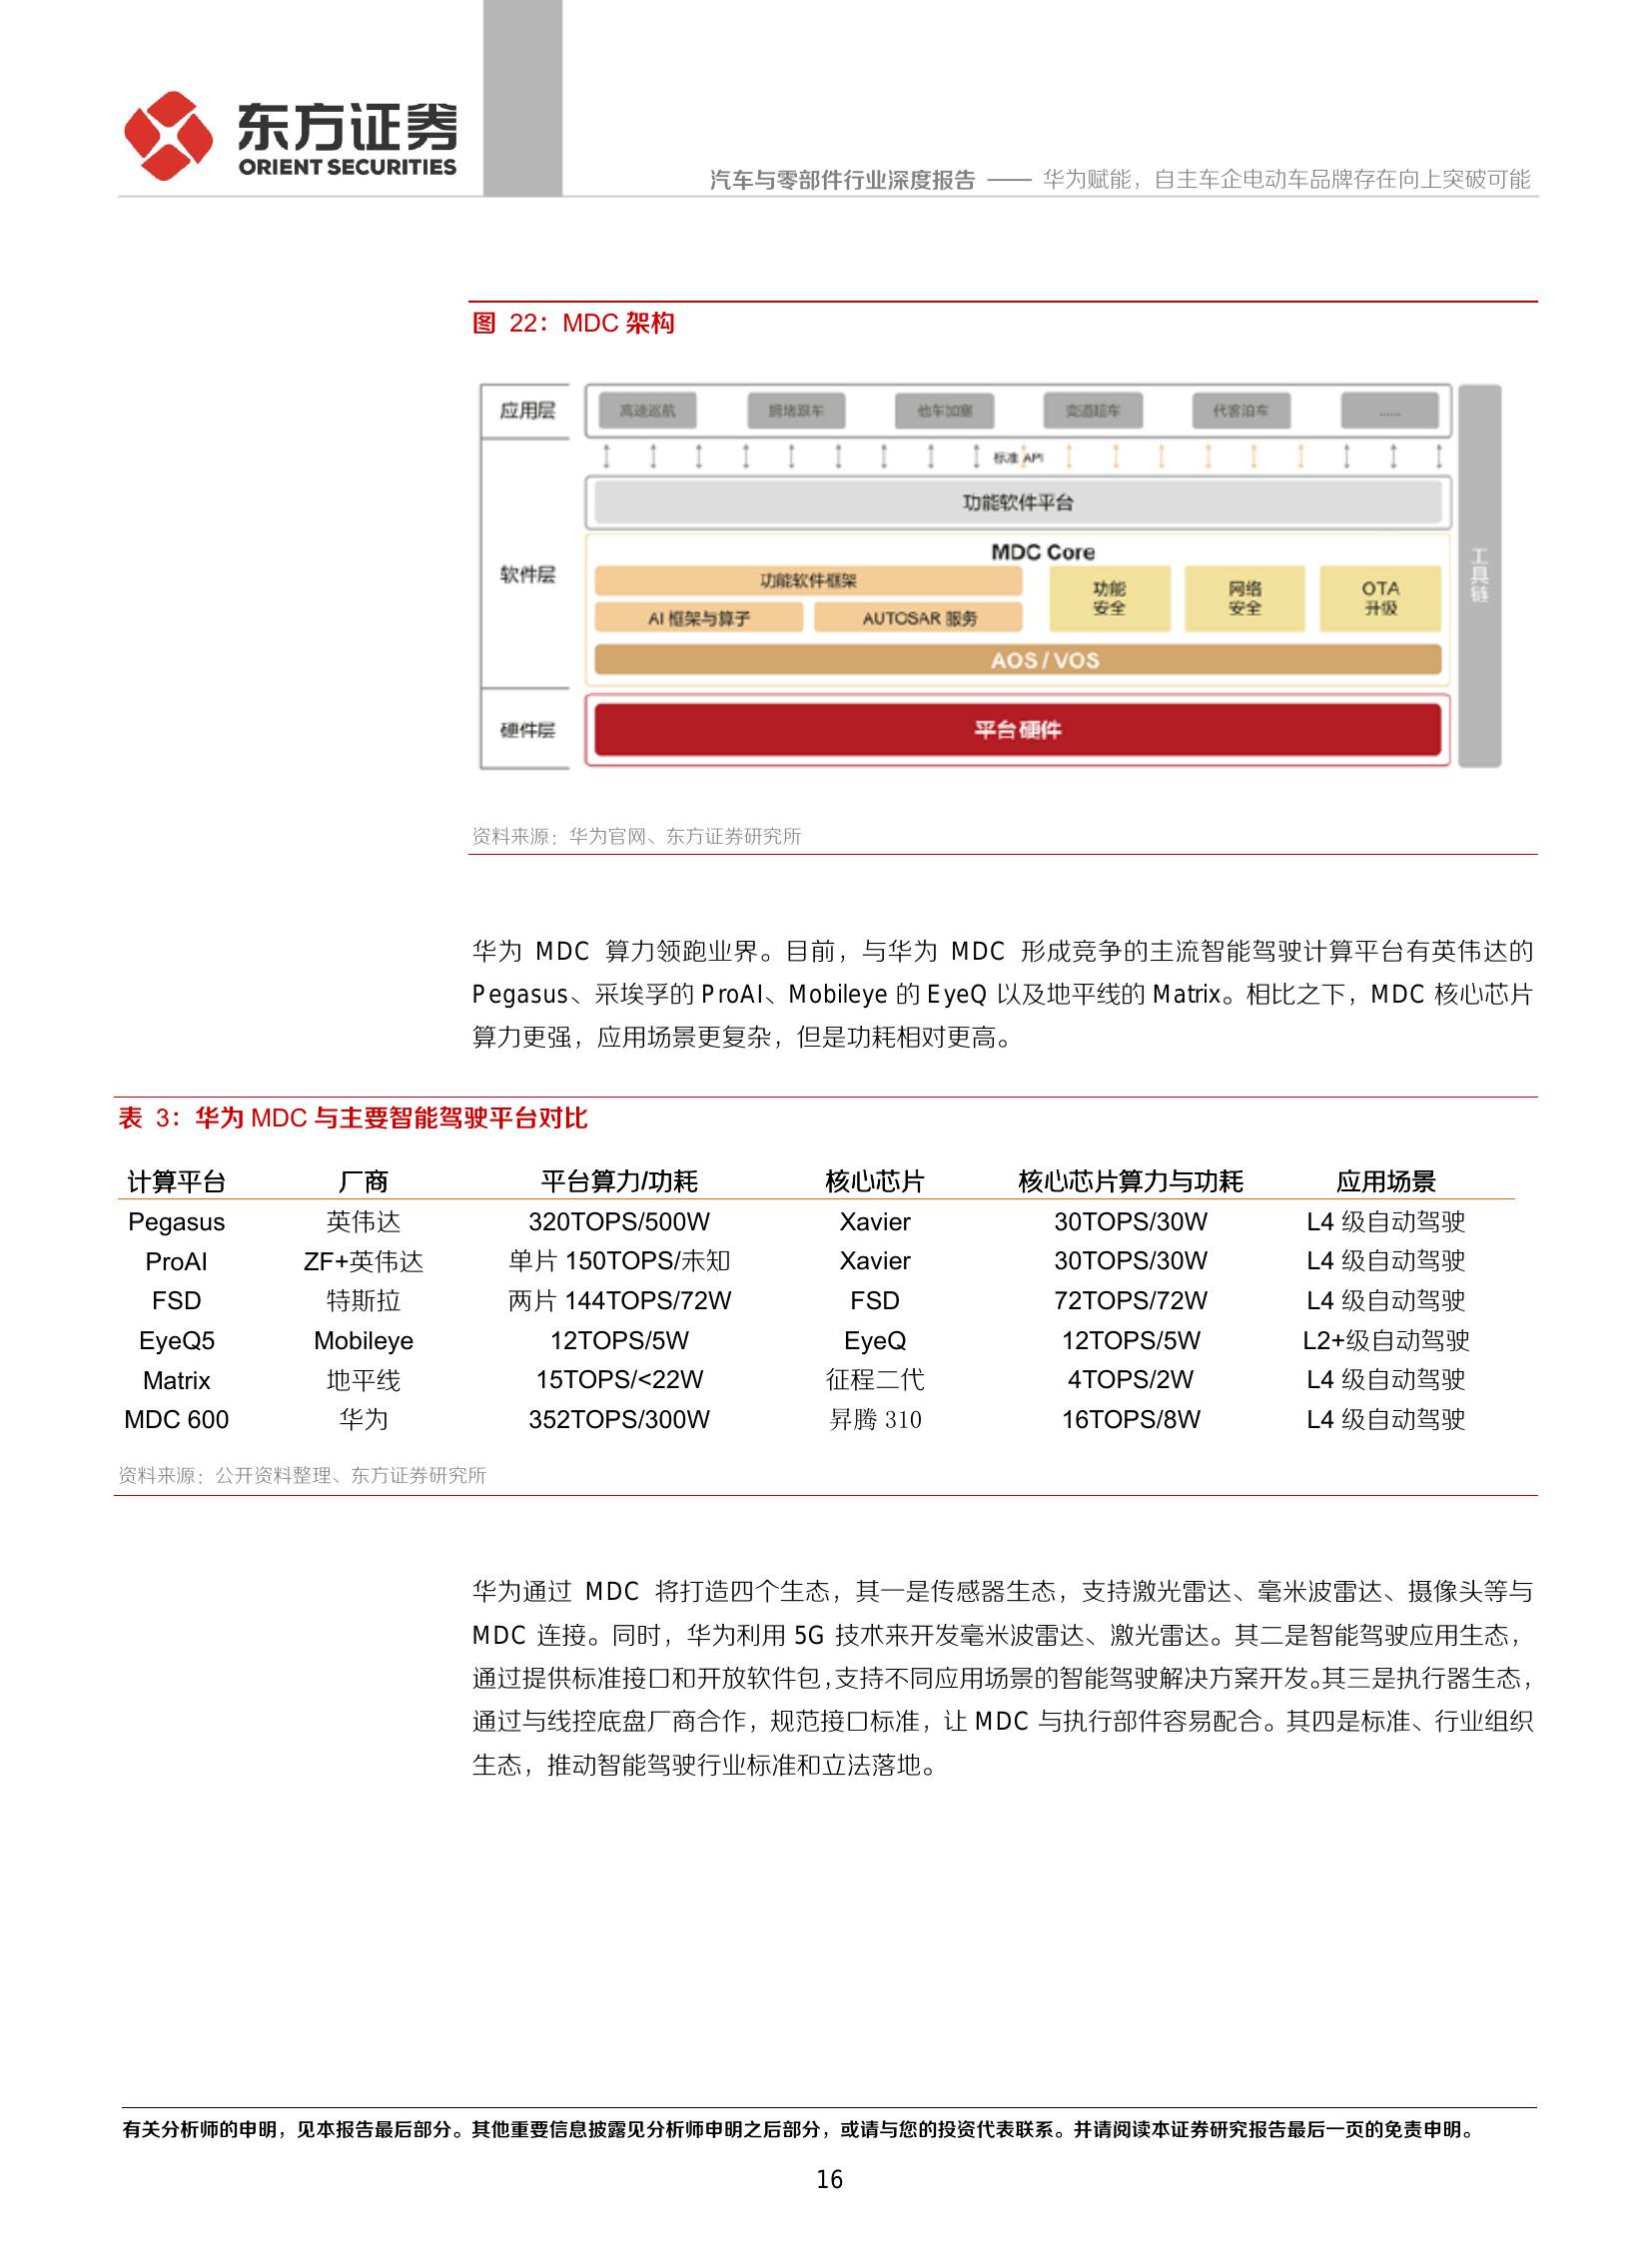 东方证券
ORIENT SECURITIES
汽车与零部件行业深度报告 —— 华为赋能，自主车企电动车品牌存在向上突破可能
图 22：MDC 架构
应用层
高速巡航 拥堵跟车 他车加塞 变道超车 代客泊车 ......
标准 API
功能软件平台
软件层
MDC Core
功能软件框架
AI 框架与算子 AUTOSAR 服务
功能安全 网络安全 OTA升级
AOS / VOS
硬件层
平台硬件
工具链
资料来源：华为官网、东方证券研究所
华为 MDC 算力领跑业界。目前，与华为 MDC 形成竞争的主流智能驾驶计算平台有英伟达的
Pegasus、采埃孚的 ProAI、Mobileye 的 EyeQ 以及地平线的 Matrix。相比之下，MDC 核心芯片
算力更强，应用场景更复杂，但是功耗相对更高。
表 3：华为 MDC 与主要智能驾驶平台对比
计算平台 厂商 平台算力/功耗 核心芯片 核心芯片算力与功耗 应用场景
Pegasus 英伟达 320TOPS/500W Xavier 30TOPS/30W L4 级自动驾驶
ProAI ZF+英伟达 单片 150TOPS/未知 Xavier 30TOPS/30W L4 级自动驾驶
FSD 特斯拉 两片 144TOPS/72W FSD 72TOPS/72W L4 级自动驾驶
EyeQ5 Mobileye 12TOPS/5W EyeQ 12TOPS/5W L2+级自动驾驶
Matrix 地平线 15TOPS/<22W 征程二代 4TOPS/2W L4 级自动驾驶
MDC 600 华为 352TOPS/300W 昇腾 310 16TOPS/8W L4 级自动驾驶
资料来源：公开资料整理、东方证券研究所
华为通过 MDC 将打造四个生态，其一是传感器生态，支持激光雷达、毫米波雷达、摄像头等与
MDC 连接。同时，华为利用 5G 技术来开发毫米波雷达、激光雷达。其二是智能驾驶应用生态，
通过提供标准接口和开放软件包，支持不同应用场景的智能驾驶解决方案开发。其三是执行器生态，
通过与线控底盘厂商合作，规范接口标准，让 MDC 与执行部件容易配合。其四是标准、行业组织
生态，推动智能驾驶行业标准和立法落地。
有关分析师的申明，见本报告最后部分。其他重要信息披露见分析师申明之后部分，或请与您的投资代表联系。并请阅读本证券研究报告最后一页的免责申明。
16